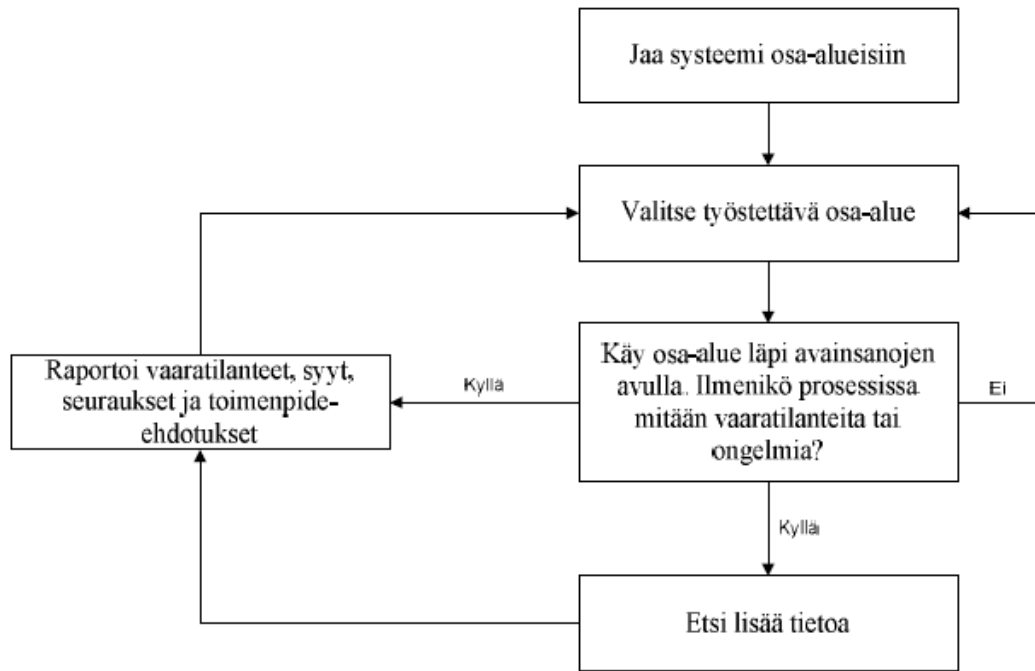 Jaa systeemi osa-alueisiin
Valitse työstettävä osa-alue
Käy osa-alue läpi avainsanojen
avulla. Ilmenikö prosessissa
mitään vaaratilanteita tai
ongelmia?
Kyllä
Ei
Raportoi vaaratilanteet, syyt,
seuraukset ja toimenpide-
ehdotukset
Kyllä
Etsi lisää tietoa